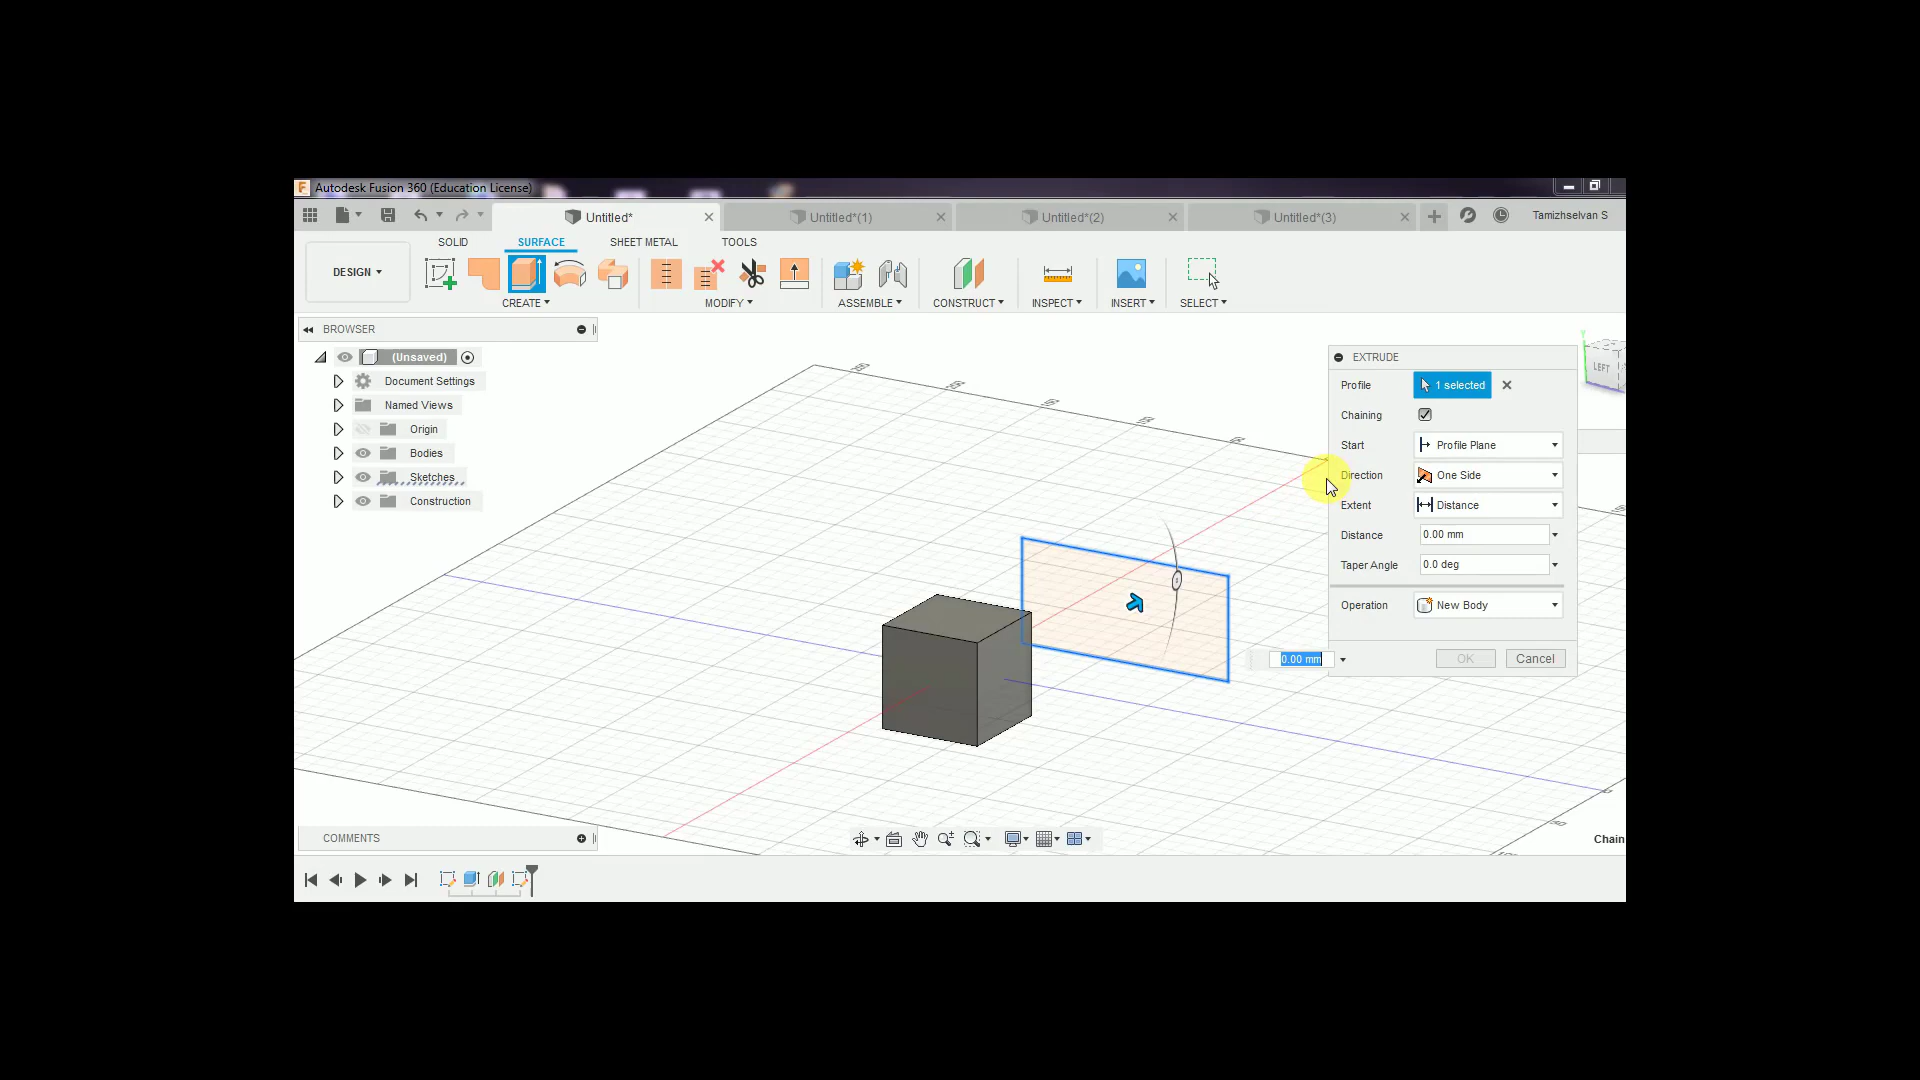 Autodesk Fusion 360 (Education License)
Untitled*
Untitled*(1)
Untitled*(2)
Untitled*(3)
Tamizhselvan S
SOLID
SURFACE
SHEET METAL
TOOLS
DESIGN
CREATE
MODIFY
ASSEMBLE
CONSTRUCT
INSPECT
INSERT
SELECT
BROWSER
(Unsaved)
Document Settings
Named Views
Origin
Bodies
Sketches
Construction
EXTRUDE
Profile
1 selected
Chaining
Start
Profile Plane
Direction
One Side
Extent
Distance
Distance
0.00 mm
Taper Angle
0.0 deg
Operation
New Body
0.00 mm
OK
Cancel
LEFT
COMMENTS
Chain